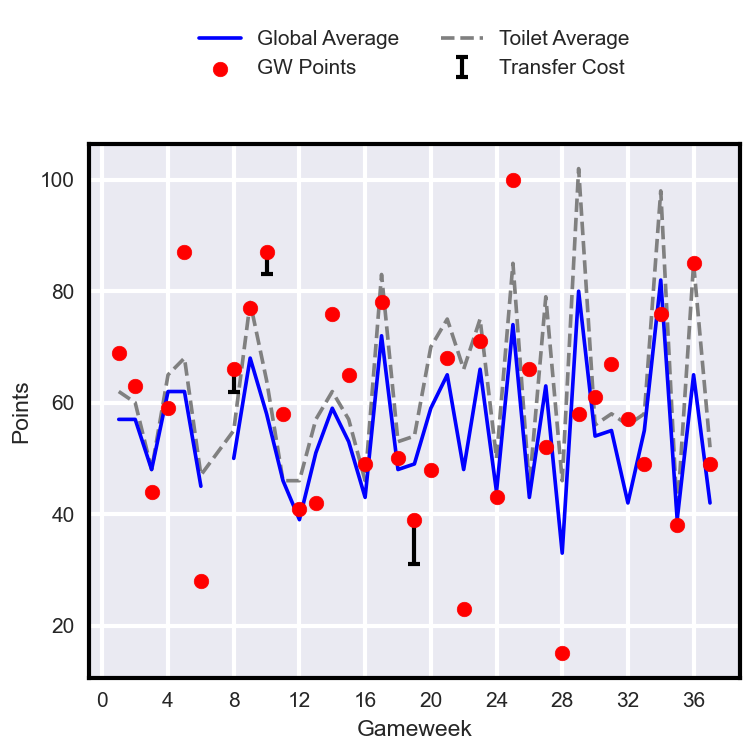 Global Average Toilet Average
GW Points Transfer Cost
100
80
60
40
20
Points
0 4 8 12 16 20 24 28 32 36
Gameweek